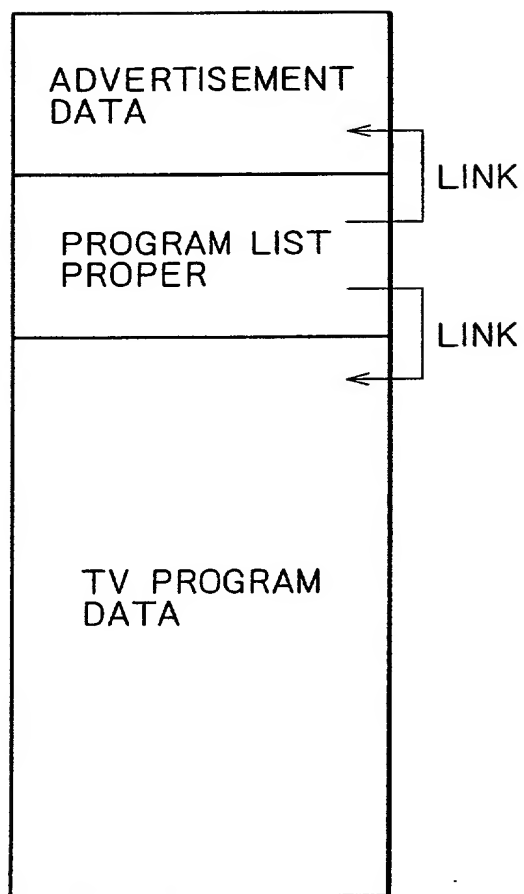 ADVERTISEMENT
DATA
LINK
PROGRAM LIST
PROPER
LINK
TV PROGRAM
DATA